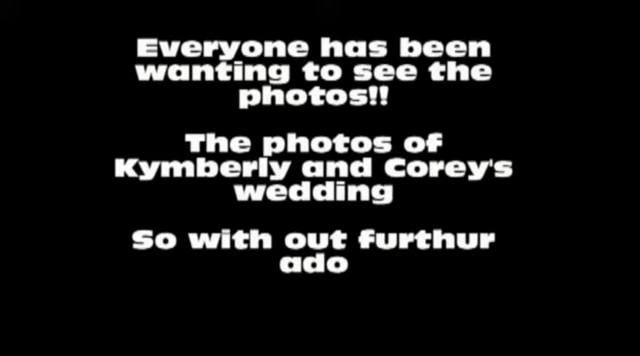 Everyone has been
wanting to see the
photos!!
The photos of
Kymberly and Corey's
wedding
So with out furthur
ado